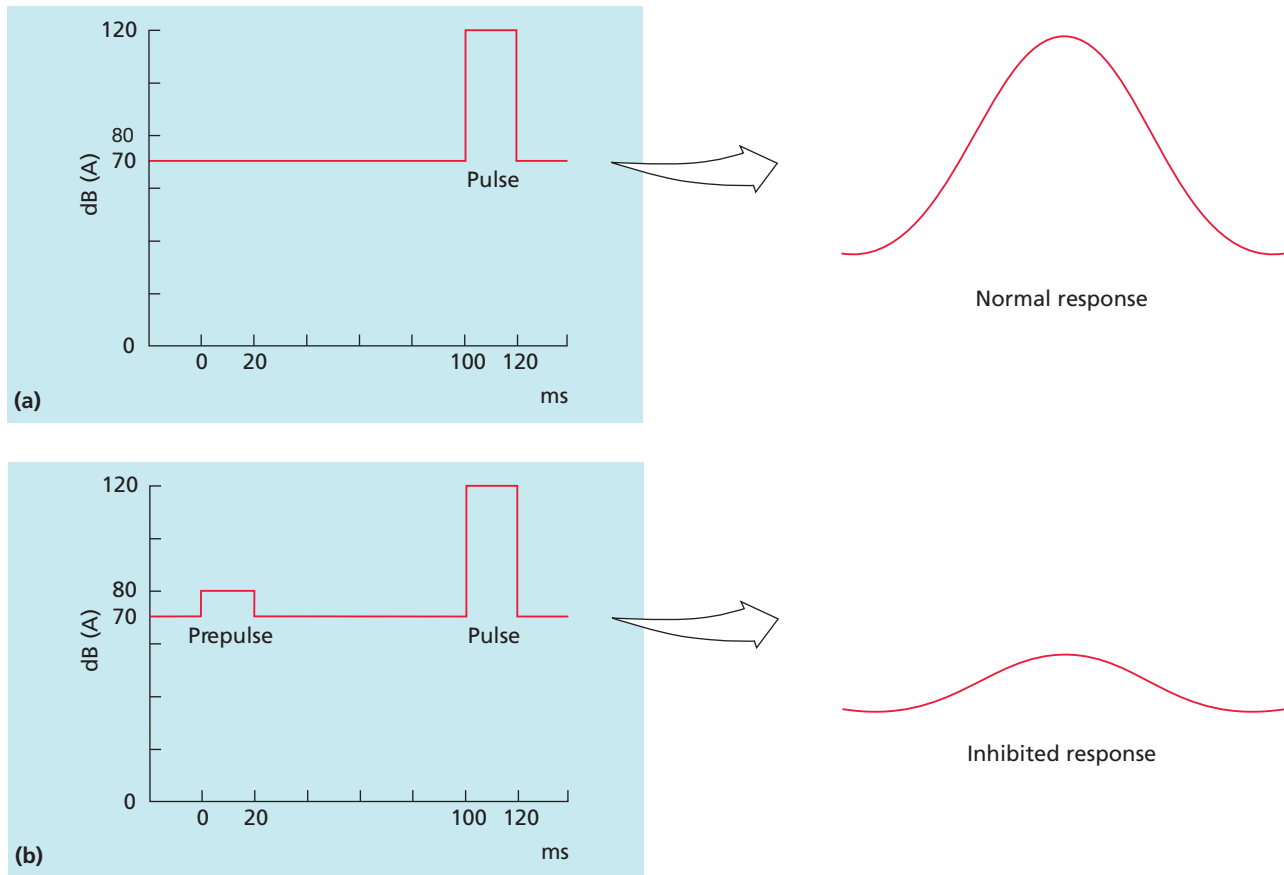 120
80
70
0
dB (A)
Pulse
0 20 100 120
ms
(a)
Normal response
120
80
70
0
dB (A)
Prepulse Pulse
0 20 100 120
ms
(b)
Inhibited response